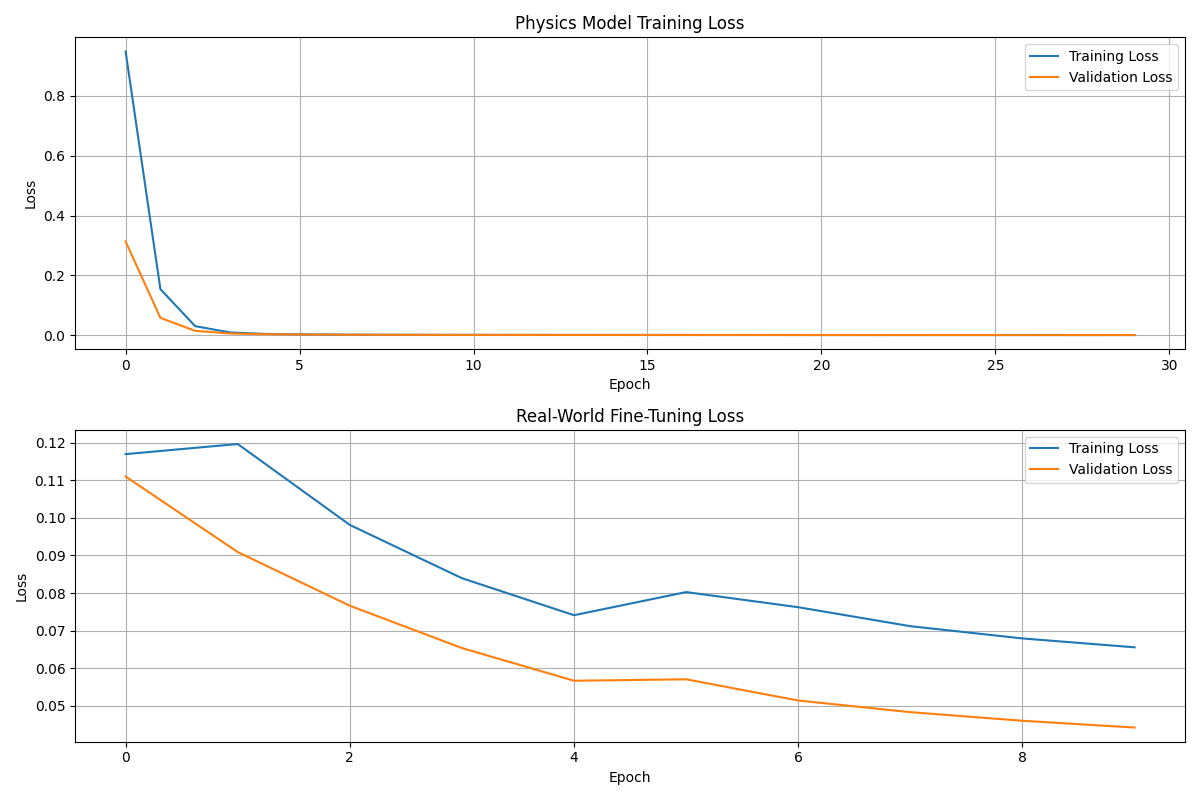 Physics Model Training Loss
Training Loss
Validation Loss
0.8
0.6
0.4
0.2
0.0
Loss
0 5 10 15 20 25 30
Epoch
Real-World Fine-Tuning Loss
Training Loss
Validation Loss
0.12
0.11
0.10
0.09
0.08
0.07
0.06
0.05
Loss
0 2 4 6 8
Epoch